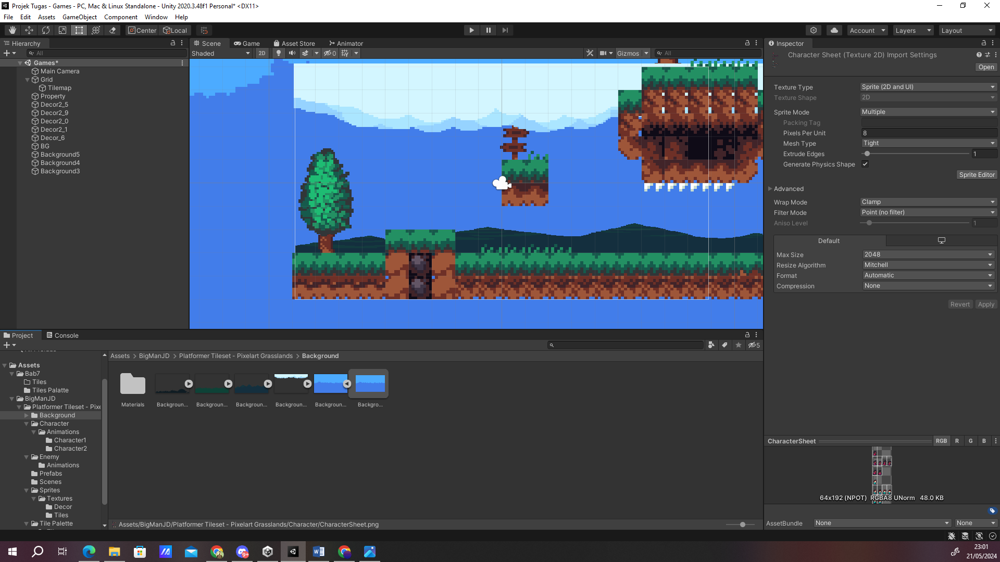 Projek Tugas - Games - PC, Mac & Linux Standalone - Unity 2020.3.48f1 Personal* <DX11>
File Edit Assets GameObject Component Window Help
Center Local Account Layers Layout
Hierarchy
All
Games*
Main Camera
Grid
Tilemap
Property
Decor2_5
Decor2_9
Decor2_0
Decor2_1
Decor_6
BG
Background5
Background4
Background3
Scene Game Asset Store Animator
Shaded 2D 0 Gizmos All
Inspector
Character Sheet (Texture 2D) Import Settings
Open
Texture Type Sprite (2D and UI)
Texture Shape 2D
Sprite Mode Multiple
Packing Tag
Pixels Per Unit 8
Mesh Type Tight
Extrude Edges 1
Generate Physics Shape
Sprite Editor
Advanced
Wrap Mode Clamp
Filter Mode Point (no filter)
Aniso Level 1
Default
Max Size 2048
Resize Algorithm Mitchell
Format Automatic
Compression None
Revert Apply
Project Console
5
Assets
Bab7
Tiles
Tiles Palatte
BigManJD
Platformer Tileset - Pixe
Background
Character
Animations
Character1
Character2
Enemy
Animations
Prefabs
Scenes
Sprites
Textures
Decor
Tiles
Tile Palette
Assets > BigManJD > Platformer Tileset - Pixelart Grasslands > Background
Materials Backgroun... Backgroun... Backgroun... Backgroun... Backgroun... Backgro...
Assets/BigManJD/Platformer Tileset - Pixelart Grasslands/Character/CharacterSheet.png
CharacterSheet RGB R G B
64x192 (NPOT) RGBA8 UNorm 48.0 KB
AssetBundle None None
9+
23:01
21/05/2024